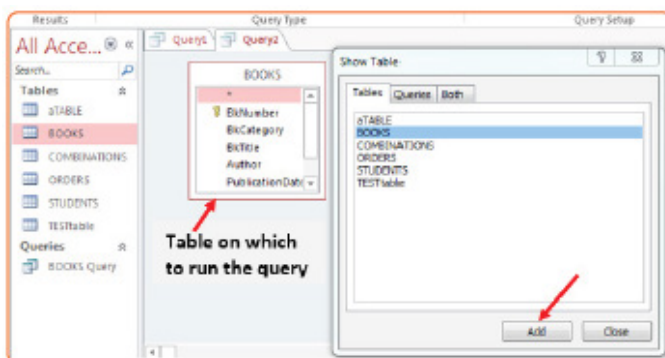 Results Query Type Query Setup
All Acce...
Search...
Tables
aTABLE
BOOKS
COMBINATIONS
ORDERS
STUDENTS
TESTtable
Queries
BOOKS Query
Query1 Query2
BOOKS
*
BkNumber
BkCategory
BkTitle
Author
PublicationDate
Table on which
to run the query
Show Table
Tables Queries Both
aTABLE
BOOKS
COMBINATIONS
ORDERS
STUDENTS
TESTtable
Add Close